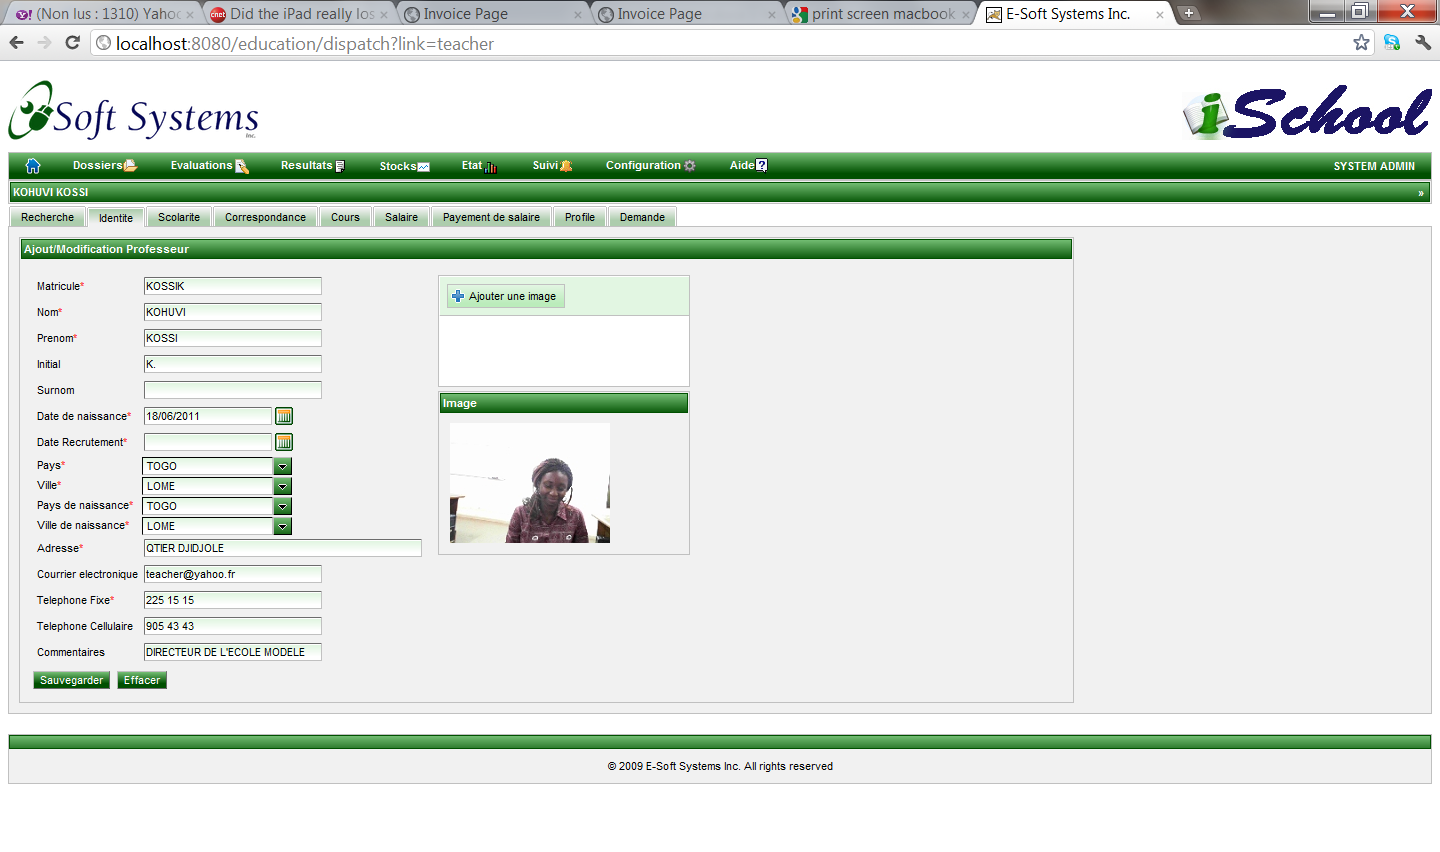 (Non lus : 1310) Yahoo
Did the iPad really los
Invoice Page
Invoice Page
print screen macbook
E-Soft Systems Inc.
localhost:8080/education/dispatch?link=teacher
Soft Systems
Inc.
iSchool
Dossiers
Evaluations
Resultats
Stocks
Etat
Suivi
Configuration
Aide
SYSTEM ADMIN
KOHUVI KOSSI
»
Recherche
Identite
Scolarite
Correspondance
Cours
Salaire
Payement de salaire
Profile
Demande
Ajout/Modification Professeur
Matricule* KOSSIK
Nom* KOHUVI
Prenom* KOSSI
Initial K.
Surnom
Date de naissance* 18/06/2011
Date Recrutement*
Pays* TOGO
Ville* LOME
Pays de naissance* TOGO
Ville de naissance* LOME
Adresse* QTIER DJIDJOLE
Courrier electronique teacher@yahoo.fr
Telephone Fixe* 225 15 15
Telephone Cellulaire 905 43 43
Commentaires DIRECTEUR DE L'ECOLE MODELE
Sauvegarder
Effacer
Ajouter une image
Image
© 2009 E-Soft Systems Inc. All rights reserved